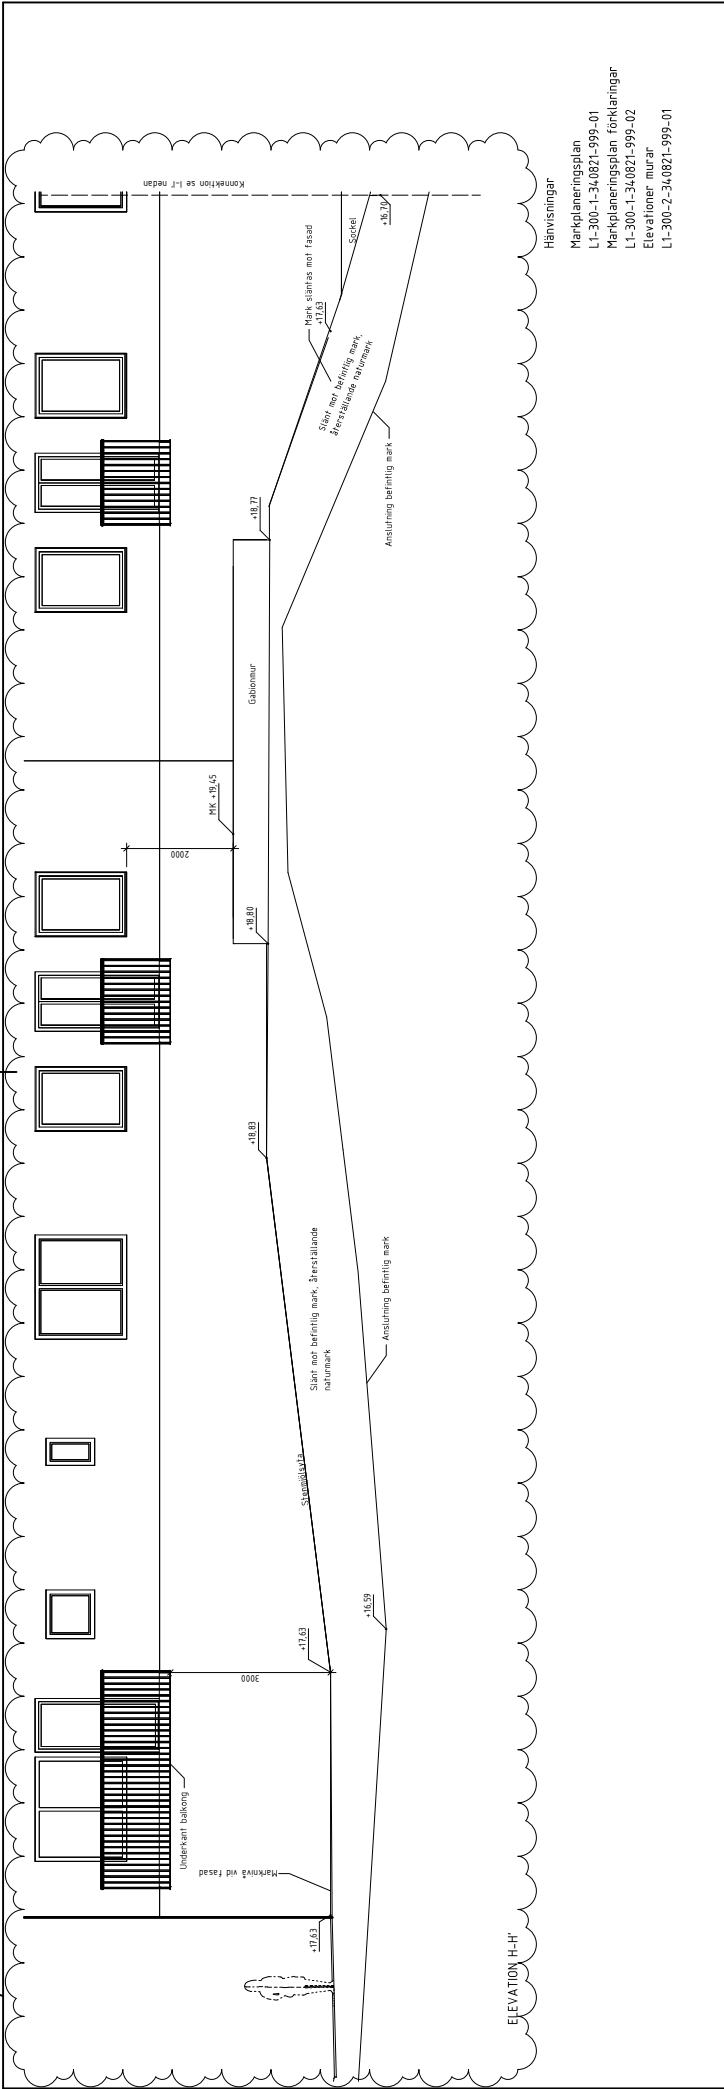 Konnektion se I-I' nedan
Sockel
+16,70
Mark släntas mot fasad
+17,63
Slänt mot befintlig mark,
återställande naturmark
Anslutning befintlig mark
+18,77
Gabionmur
MK +19,45
2000
+18,80
+18,83
Slänt mot befintlig mark, återställande
naturmark
Anslutning befintlig mark
Stenmjölsyta
+16,59
+17,63
3000
Underkant balkong
Marknivå vid fasad
+17,63
ELEVATION H-H'
Hänvisningar
Markplaneringsplan
L1-300-1-340821-999-01
Markplaneringsplan förklaringar
L1-300-1-340821-999-02
Elevationer murar
L1-300-2-340821-999-01